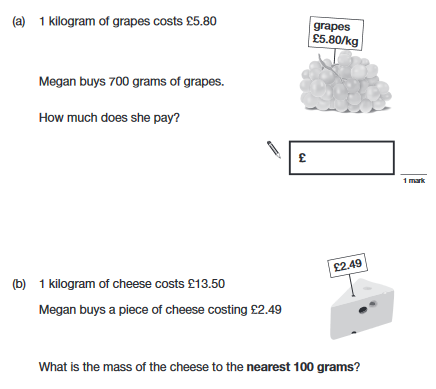 (a) 1 kilogram of grapes costs £5.80
grapes
£5.80/kg
Megan buys 700 grams of grapes.
How much does she pay?
£
1 mark
£2.49
(b) 1 kilogram of cheese costs £13.50
Megan buys a piece of cheese costing £2.49
What is the mass of the cheese to the nearest 100 grams?